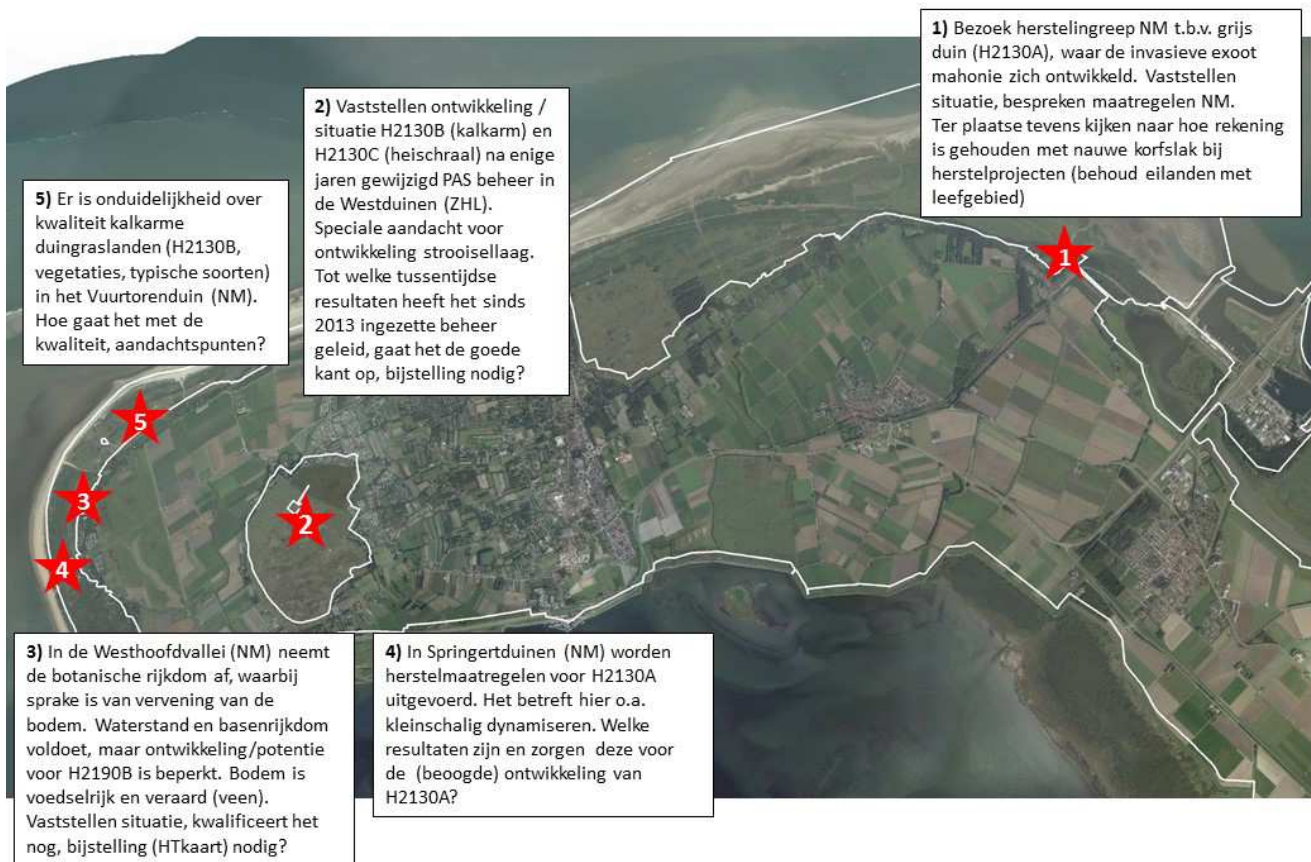 1) Bezoek herstelingreep NM t.b.v. grijs
duin (H2130A), waar de invasieve exoot
mahonie zich ontwikkeld. Vaststellen
situatie, bespreken maatregelen NM.
Ter plaatse tevens kijken naar hoe rekening
is gehouden met nauwe korfslak bij
herstelprojecten (behoud eilanden met
leefgebied)
2) Vaststellen ontwikkeling /
situatie H2130B (kalkarm) en
H2130C (heischraal) na enige
jaren gewijzigd PAS beheer in
de Westduinen (ZHL).
Speciale aandacht voor
ontwikkeling strooisellaag.
Tot welke tussentijdse
resultaten heeft het sinds
2013 ingezette beheer
geleid, gaat het de goede
kant op, bijstelling nodig?
5) Er is onduidelijkheid over
kwaliteit kalkarme
duingraslanden (H2130B,
vegetaties, typische soorten)
in het Vuurtorenduin (NM).
Hoe gaat het met de
kwaliteit, aandachtspunten?
1
5
3
2
4
3) In de Westhoofdvallei (NM) neemt
de botanische rijkdom af, waarbij
sprake is van vervening van de
bodem. Waterstand en basenrijkdom
voldoet, maar ontwikkeling/potentie
voor H2190B is beperkt. Bodem is
voedselrijk en veraard (veen).
Vaststellen situatie, kwalificeert het
nog, bijstelling (HTkaart) nodig?
4) In Springertduinen (NM) worden
herstelmaatregelen voor H2130A
uitgevoerd. Het betreft hier o.a.
kleinschalig dynamiseren. Welke
resultaten zijn en zorgen deze voor
de (beoogde) ontwikkeling van
H2130A?